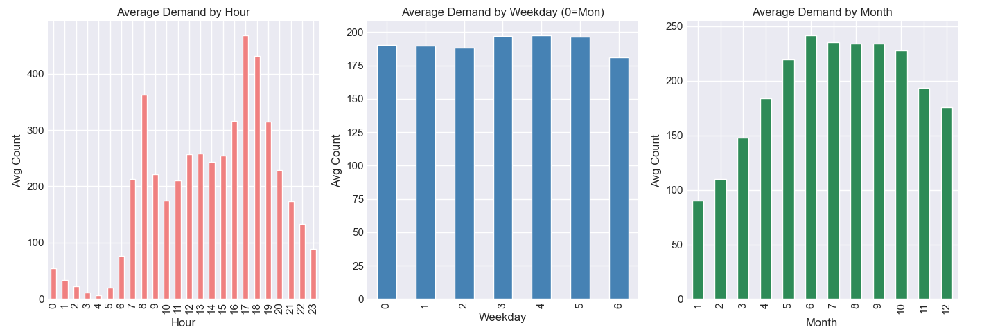 Average Demand by Hour
Avg Count
400
300
200
100
0
0 1 2 3 4 5 6 7 8 9 10 11 12 13 14 15 16 17 18 19 20 21 22 23
Hour
Average Demand by Weekday (0=Mon)
Avg Count
200
175
150
125
100
75
50
25
0
0 1 2 3 4 5 6
Weekday
Average Demand by Month
Avg Count
250
200
150
100
50
0
1 2 3 4 5 6 7 8 9 10 11 12
Month